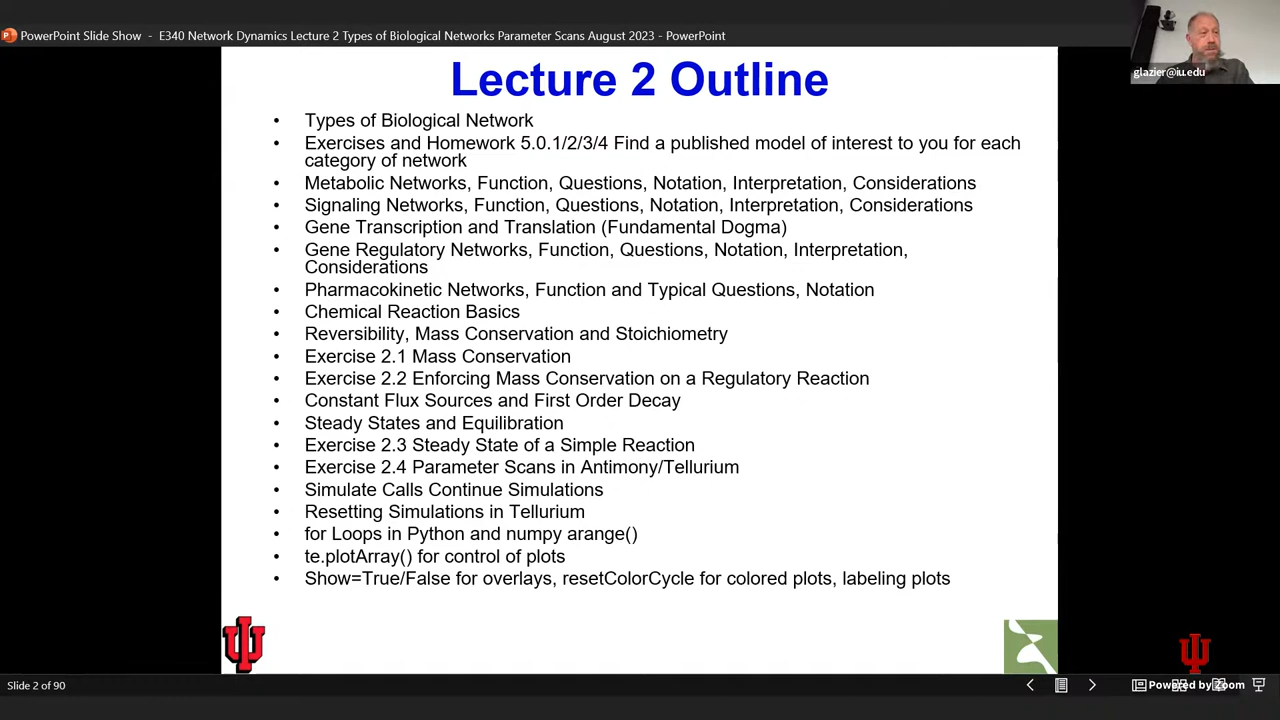 PowerPoint Slide Show - E340 Network Dynamics Lecture 2 Types of Biological Networks Parameter Scans August 2023 - PowerPoint
glazier@iu.edu
Lecture 2 Outline
• Types of Biological Network
• Exercises and Homework 5.0.1/2/3/4 Find a published model of interest to you for each
category of network
• Metabolic Networks, Function, Questions, Notation, Interpretation, Considerations
• Signaling Networks, Function, Questions, Notation, Interpretation, Considerations
• Gene Transcription and Translation (Fundamental Dogma)
• Gene Regulatory Networks, Function, Questions, Notation, Interpretation,
Considerations
• Pharmacokinetic Networks, Function and Typical Questions, Notation
• Chemical Reaction Basics
• Reversibility, Mass Conservation and Stoichiometry
• Exercise 2.1 Mass Conservation
• Exercise 2.2 Enforcing Mass Conservation on a Regulatory Reaction
• Constant Flux Sources and First Order Decay
• Steady States and Equilibration
• Exercise 2.3 Steady State of a Simple Reaction
• Exercise 2.4 Parameter Scans in Antimony/Tellurium
• Simulate Calls Continue Simulations
• Resetting Simulations in Tellurium
• for Loops in Python and numpy arange()
• te.plotArray() for control of plots
• Show=True/False for overlays, resetColorCycle for colored plots, labeling plots
Slide 2 of 90
Powered by Zoom